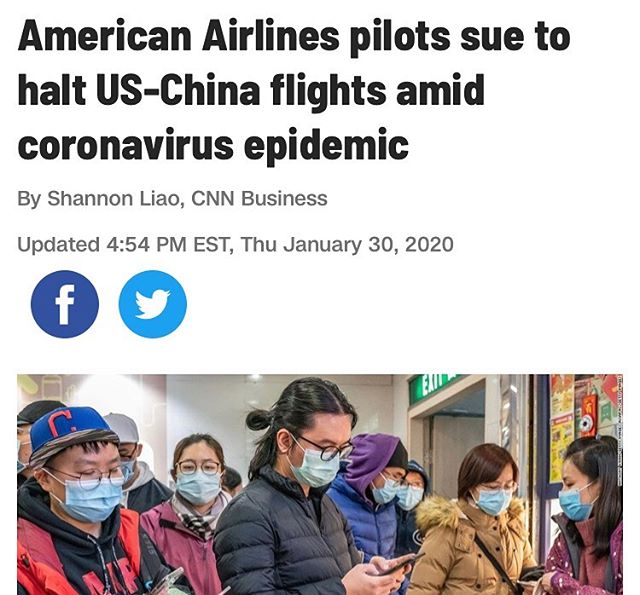 American Airlines pilots sue to
halt US-China flights amid
coronavirus epidemic
By Shannon Liao, CNN Business
Updated 4:54 PM EST, Thu January 30, 2020
f
EXIT
C